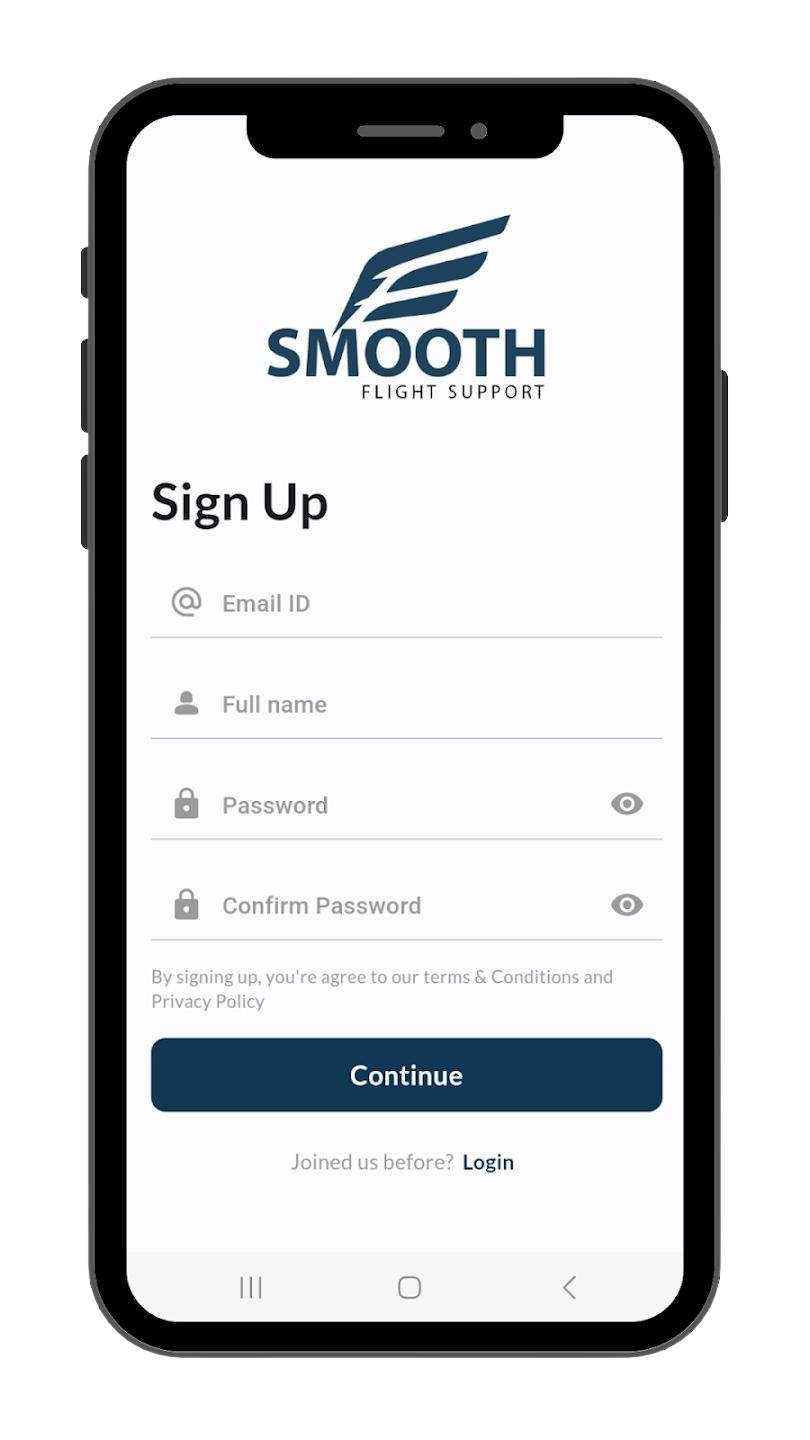 SMOOTH
FLIGHT SUPPORT
Sign Up
Email ID
Full name
Password
Confirm Password
By signing up, you're agree to our terms & Conditions and
Privacy Policy
Continue
Joined us before? Login